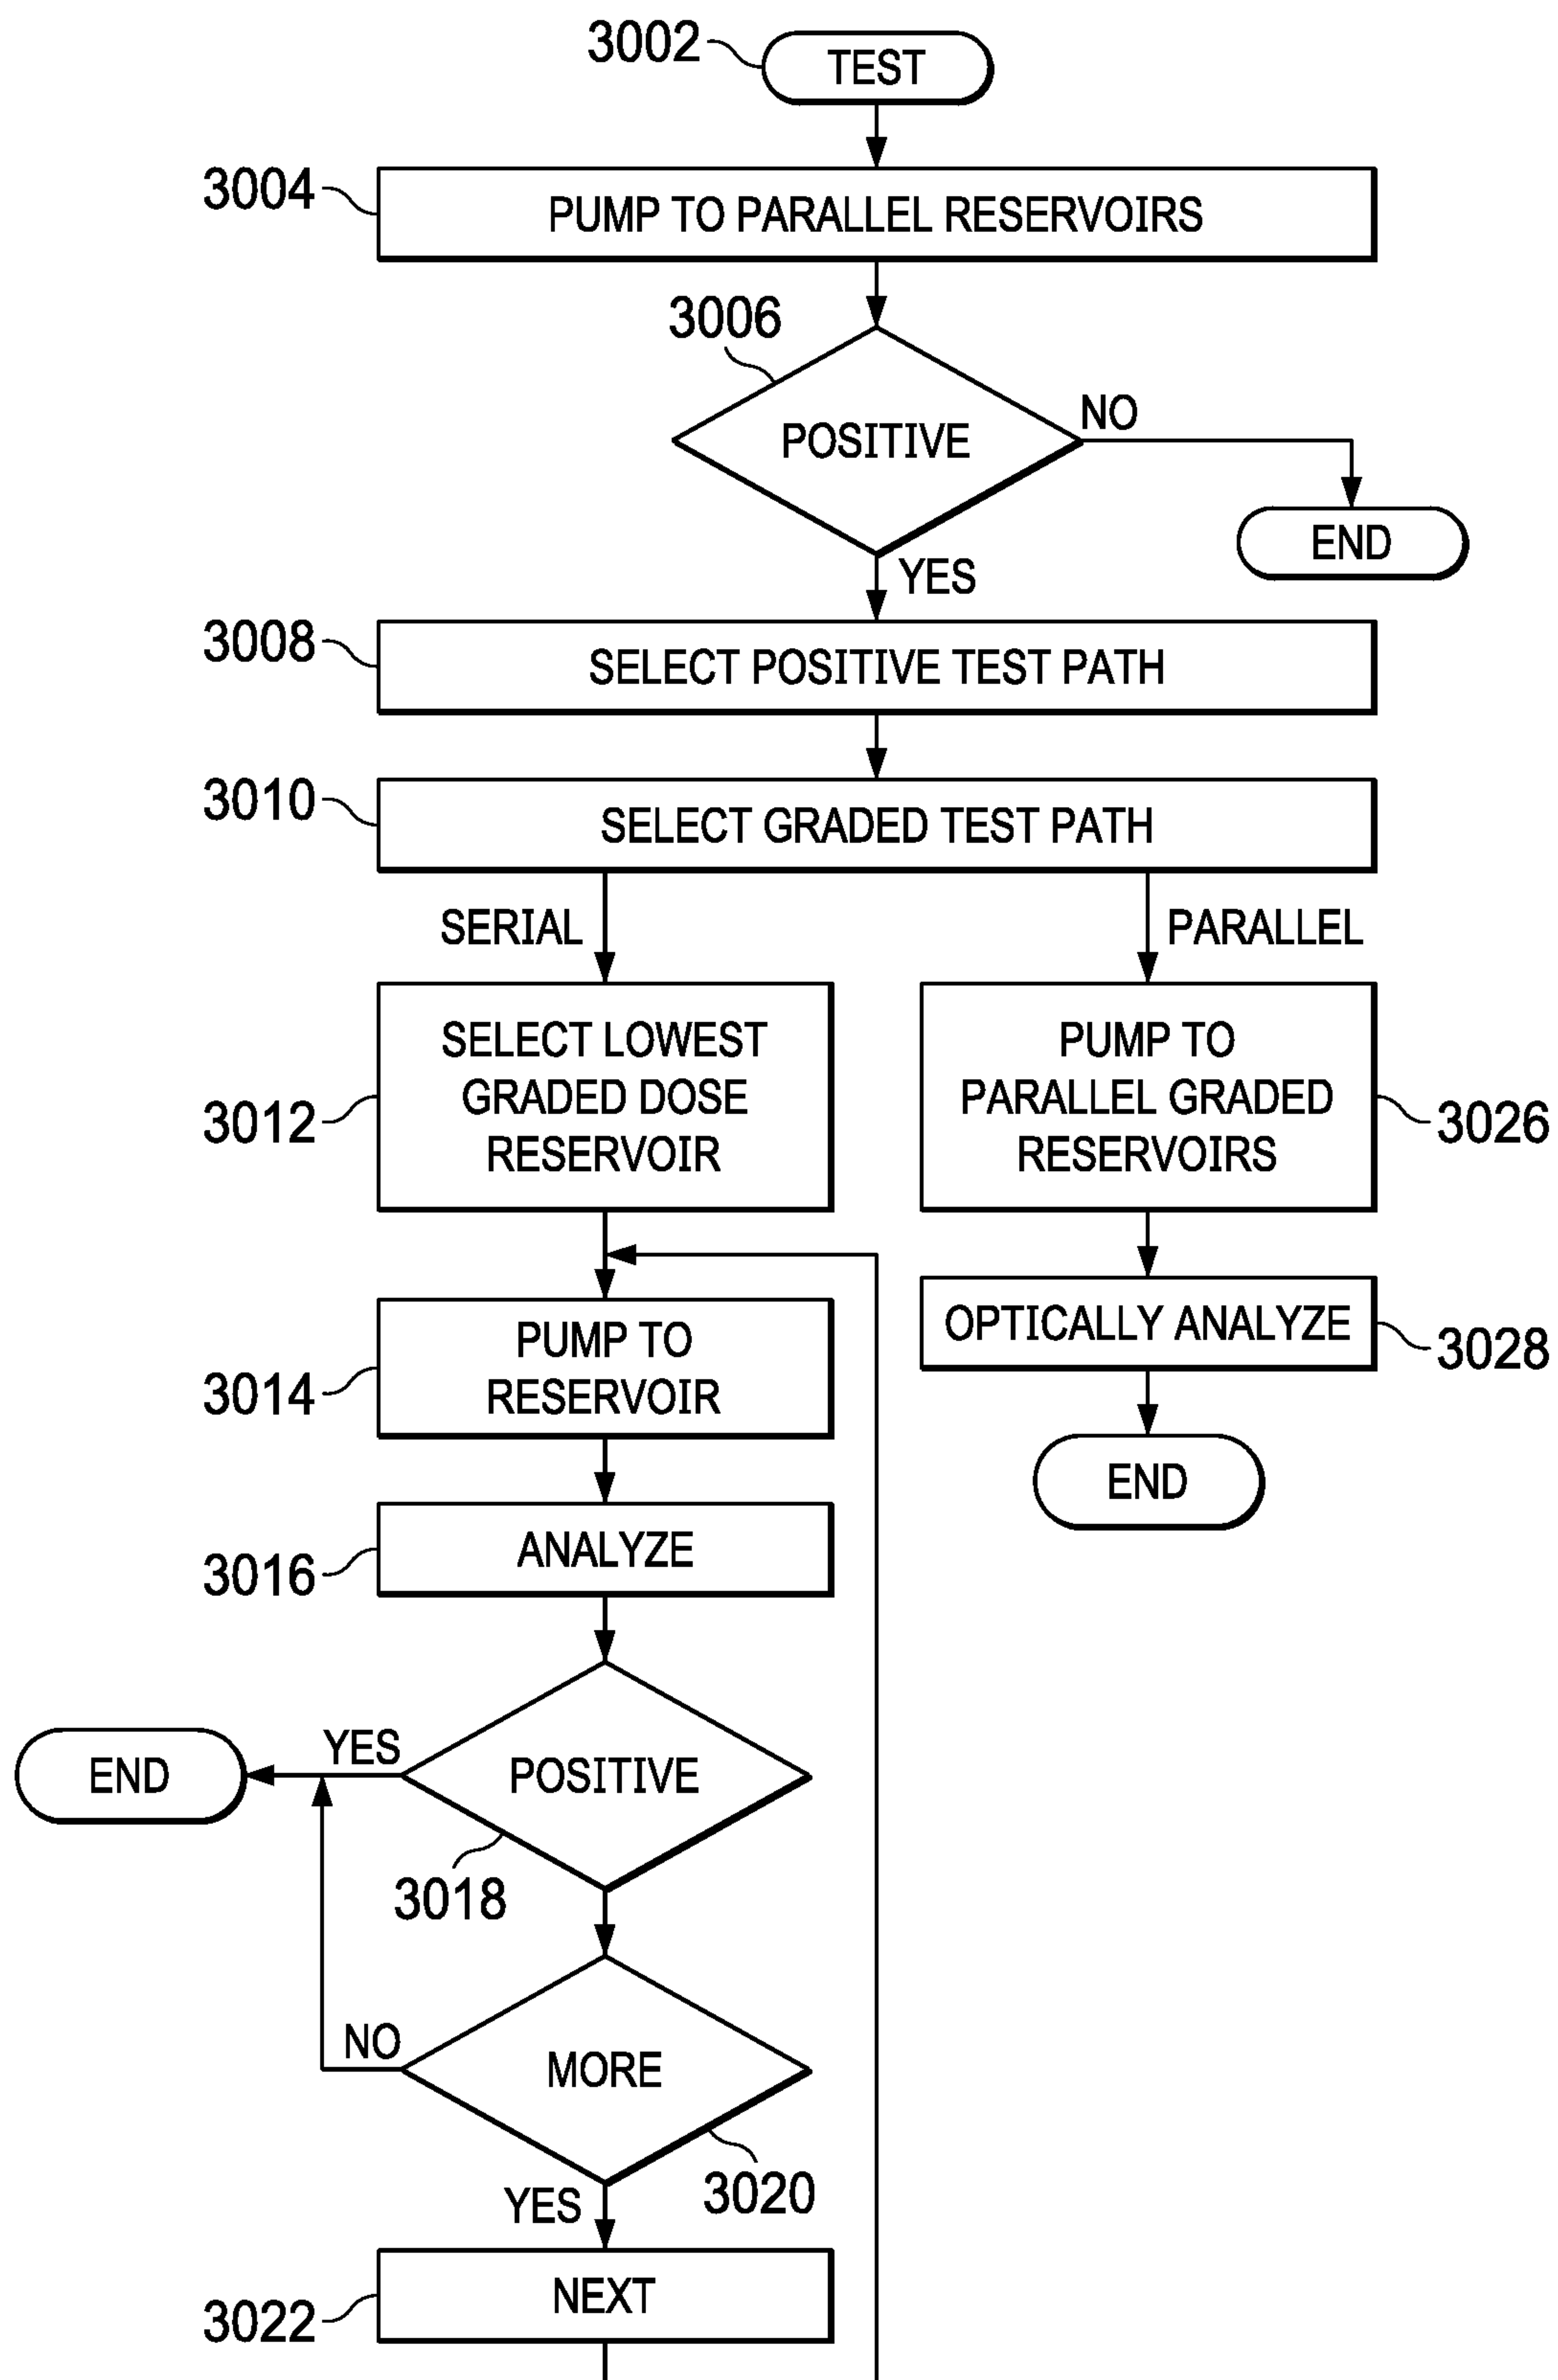 3002
TEST
3004
PUMP TO PARALLEL RESERVOIRS
3006
POSITIVE
NO
END
YES
3008
SELECT POSITIVE TEST PATH
3010
SELECT GRADED TEST PATH
SERIAL
PARALLEL
3012
SELECT LOWEST
GRADED DOSE
RESERVOIR
PUMP TO
PARALLEL GRADED
RESERVOIRS
3026
3014
PUMP TO
RESERVOIR
OPTICALLY ANALYZE
3028
END
3016
ANALYZE
END
YES
POSITIVE
3018
NO
MORE
3020
YES
3022
NEXT